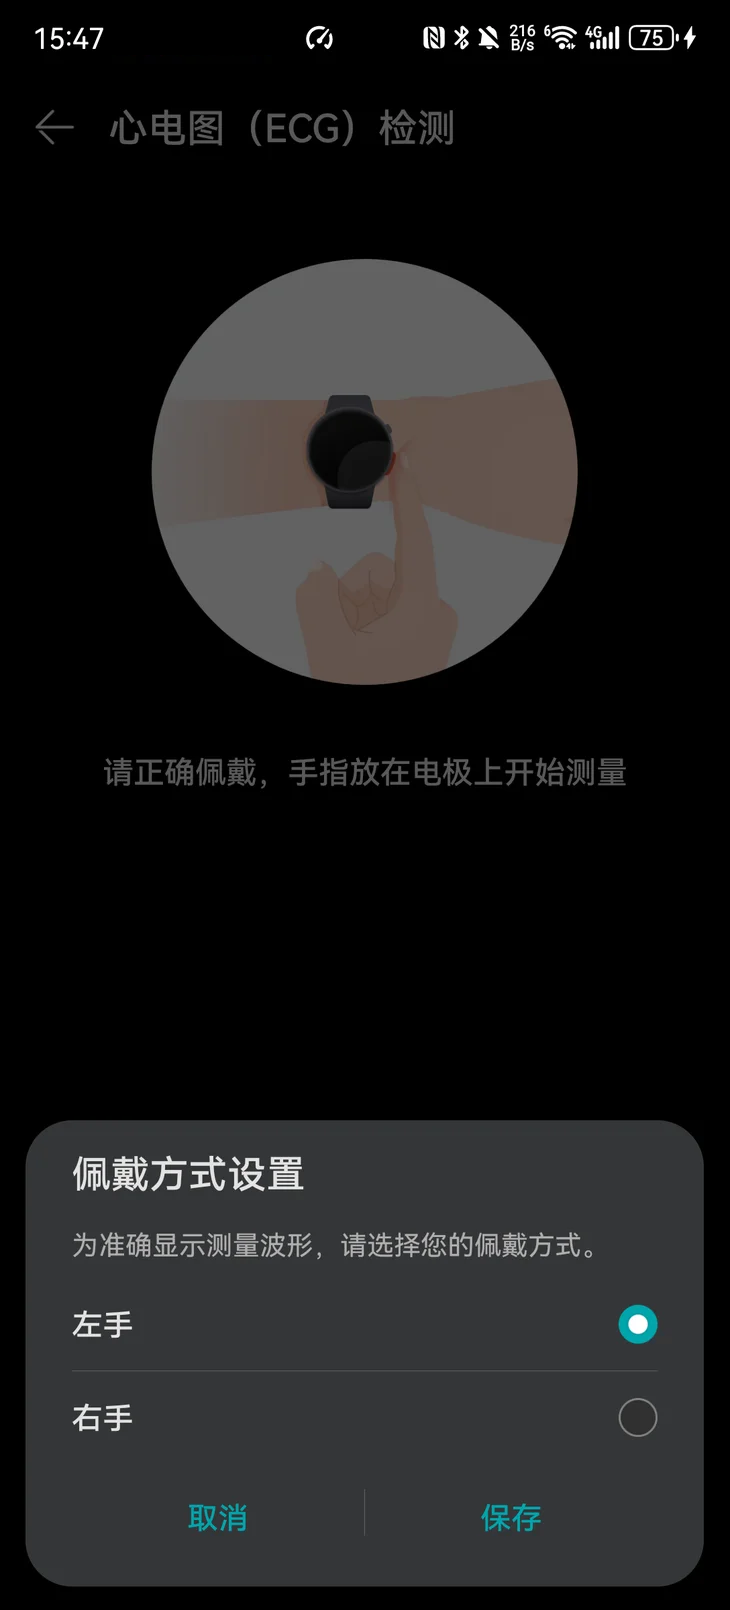 15:47
216 B/s
6
4G
75
心电图（ECG）检测
请正确佩戴，手指放在电极上开始测量
佩戴方式设置
为准确显示测量波形，请选择您的佩戴方式。
左手
右手
取消
保存